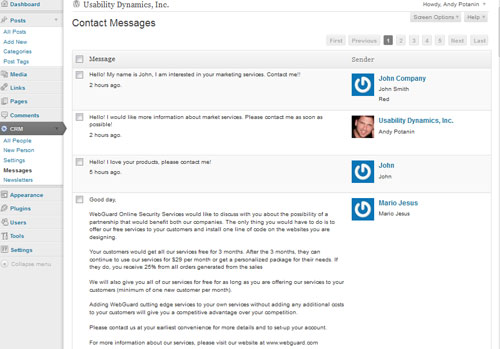 Dashboard
Usability Dynamics, Inc.
Howdy, Andy Potanin
Posts
All Posts
Add New
Categories
Post Tags
Media
Links
Pages
Comments
CRM
All People
New Person
Settings
Messages
Newsletters
Appearance
Plugins
Users
Tools
Settings
Collapse menu
Screen Options
Help
Contact Messages
First Previous 1 2 3 4 5 Next Last
Message Sender
Hello! My name is John, I am interested in your marketing services. Contact me!!
2 hours ago.
John Company
John Smith
Red
Hello! I would like more information about market services. Please contact me as soon as
possible!
2 hours ago.
Usability Dynamics, Inc.
Andy Potanin
Hello! I love your products, please contact me!
5 hours ago.
John
John
Good day,
WebGuard Online Security Services would like to discuss with you about the possibility of a
partnership that would benefit both our companies. The only thing you would have to do is to
offer our free services to your customers and install one line of code on the websites you are
designing.
Your customers would get all our services free for 3 months. After the 3 months, they can
continue to use our services for $29 per month or get a personalized package for their needs. If
they do, you receive 25% from all orders generated from the sales
We will also give you all of our services for free for as long as you are offering our services to your
customers (minimum of one new customer per month).
Adding WebGuard cutting edge services to your own services without adding any additional costs
to your customers will give you a competitive advantage over your competition.
Please contact us at your earliest convenience for more details and to set-up your account.
For more information about our services, please visit our website at www.webguard.com
Mario Jesus
Mario Jesus